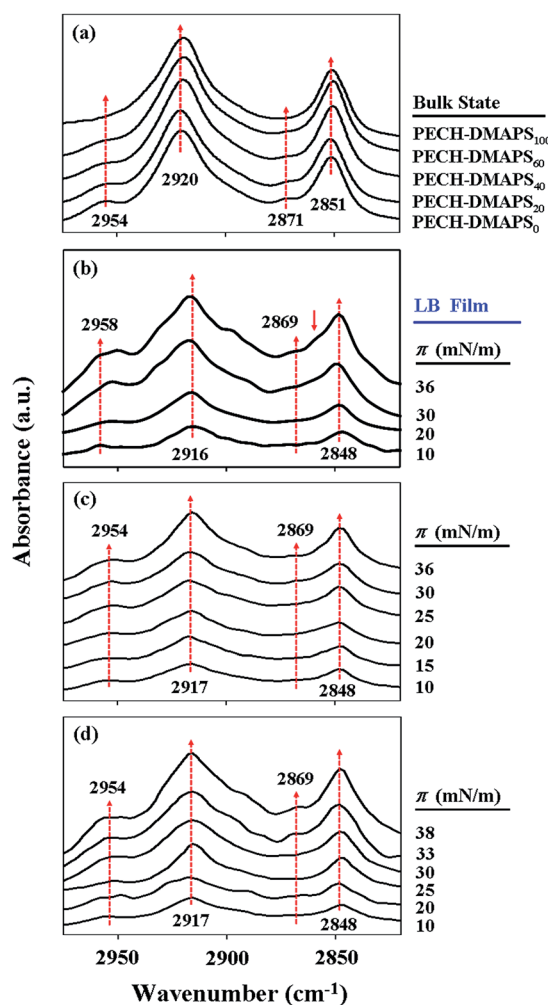 (a)
2954
2920
2871
2851
Bulk State
PECH-DMAPS₁₀₀
PECH-DMAPS₆₀
PECH-DMAPS₄₀
PECH-DMAPS₂₀
PECH-DMAPS₀
(b)
2958
2869
2916
2848
LB Film
π (mN/m)
36
30
20
10
Absorbance (a.u.)
(c)
2954
2869
2917
2848
π (mN/m)
36
30
25
20
15
10
(d)
2954
2869
2917
2848
π (mN/m)
38
33
30
25
20
10
2950 2900 2850
Wavenumber (cm⁻¹)